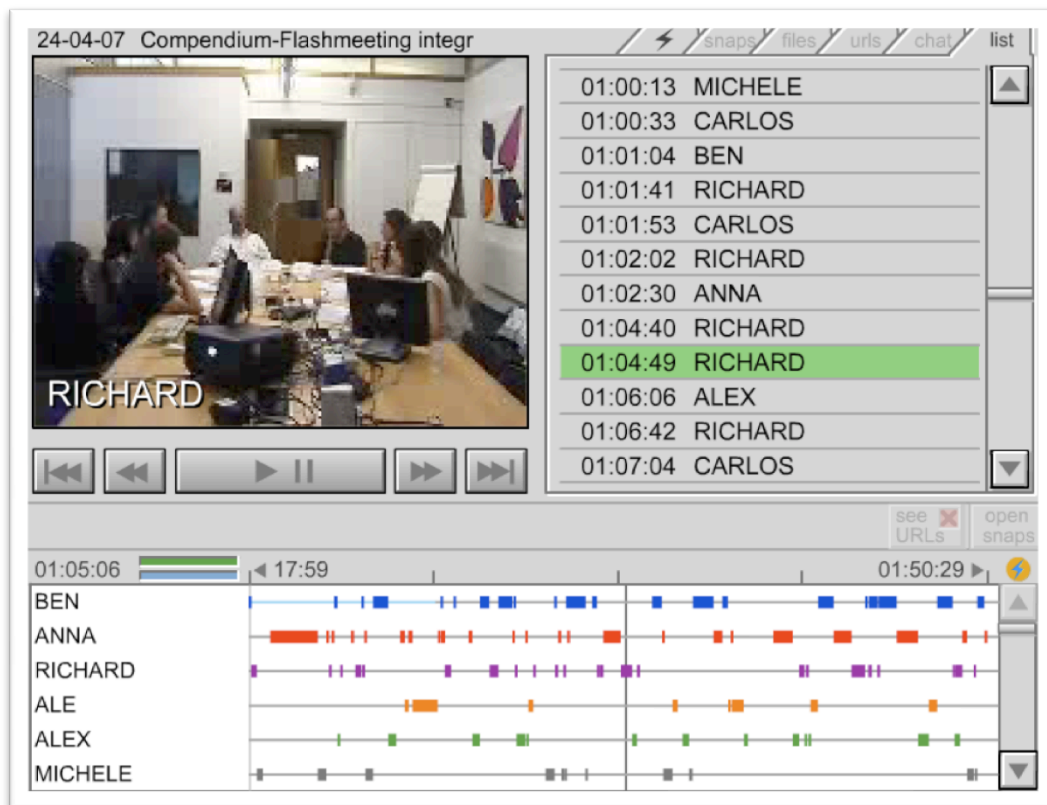 24-04-07 Compendium-Flashmeeting integr
snaps files urls chat list
01:00:13 MICHELE
01:00:33 CARLOS
01:01:04 BEN
01:01:41 RICHARD
01:01:53 CARLOS
01:02:02 RICHARD
01:02:30 ANNA
01:04:40 RICHARD
01:04:49 RICHARD
01:06:06 ALEX
01:06:42 RICHARD
01:07:04 CARLOS
RICHARD
see URLs
open snaps
01:05:06 17:59 01:50:29
BEN
ANNA
RICHARD
ALE
ALEX
MICHELE